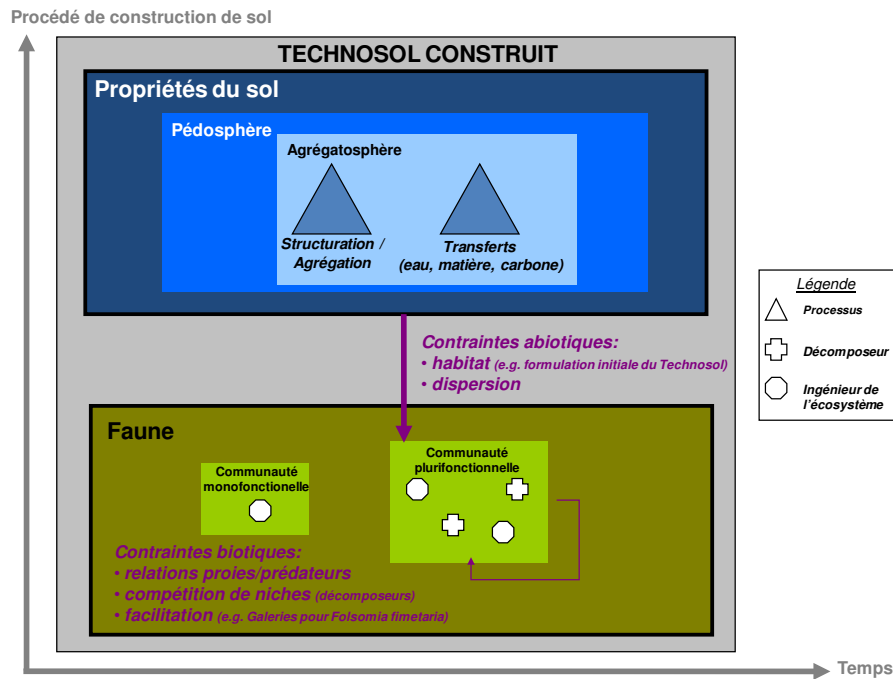 Procédé de construction de sol
TECHNOSOL CONSTRUIT
Propriétés du sol
Pédosphère
Agrégatosphère
Structuration /
Agrégation
Transferts
(eau, matière, carbone)
Contraintes abiotiques:
• habitat (e.g. formulation initiale du Technosol)
• dispersion
Faune
Communauté
monofonctionelle
Communauté
plurifonctionnelle
Contraintes biotiques:
• relations proies/prédateurs
• compétition de niches (décomposeurs)
• facilitation (e.g. Galeries pour Folsomia fimetaria)
Légende
Processus
Décomposeur
Ingénieur de
l'écosystème
Temps